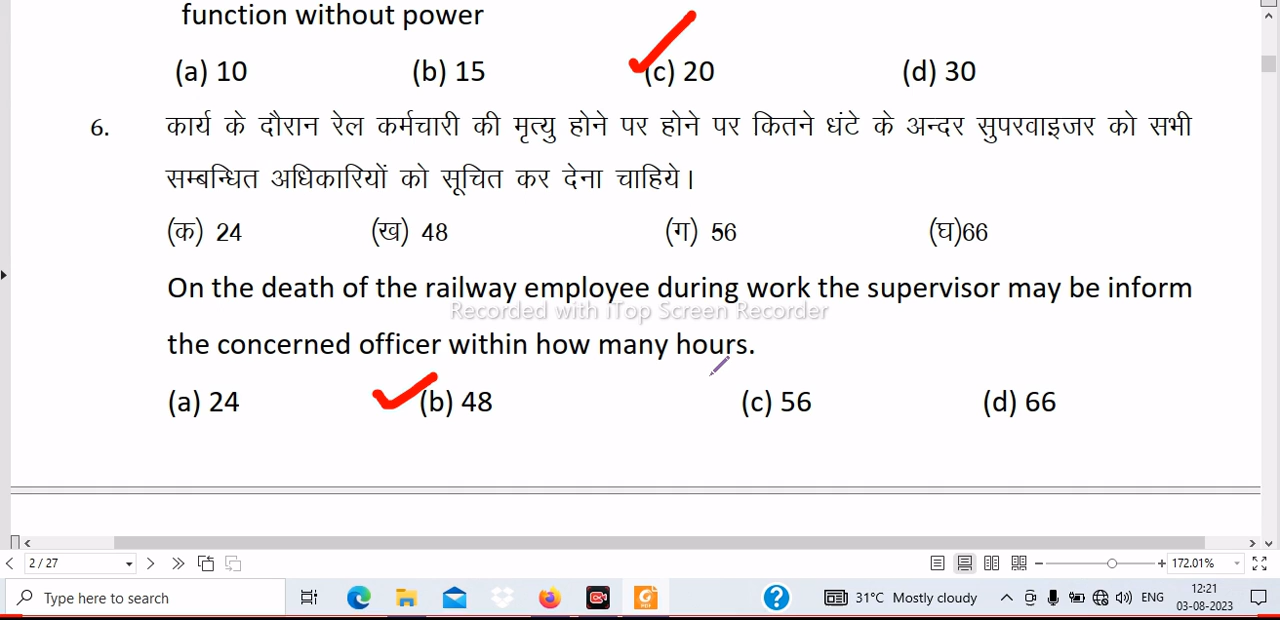 function without power
(a) 10 (b) 15 (c) 20 (d) 30
6. कार्य के दौरान रेल कर्मचारी की मृत्यु होने पर होने पर कितने धंटे के अन्दर सुपरवाइजर को सभी
सम्बन्धित अधिकारियों को सूचित कर देना चाहिये।
(क) 24 (ख) 48 (ग) 56 (घ)66
On the death of the railway employee during work the supervisor may be inform
Recorded with iTop Screen Recorder
the concerned officer within how many hours.
(a) 24 (b) 48 (c) 56 (d) 66
2 / 27 172.01%
Type here to search 31°C Mostly cloudy ENG 12:21
03-08-2023